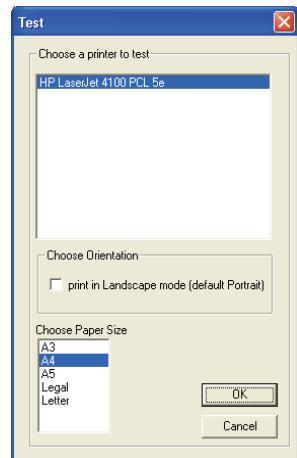 Test
Choose a printer to test
HP LaserJet 4100 PCL 5e
Choose Orientation
print in Landscape mode (default Portrait)
Choose Paper Size
A3
A4
A5
Legal
Letter
OK
Cancel